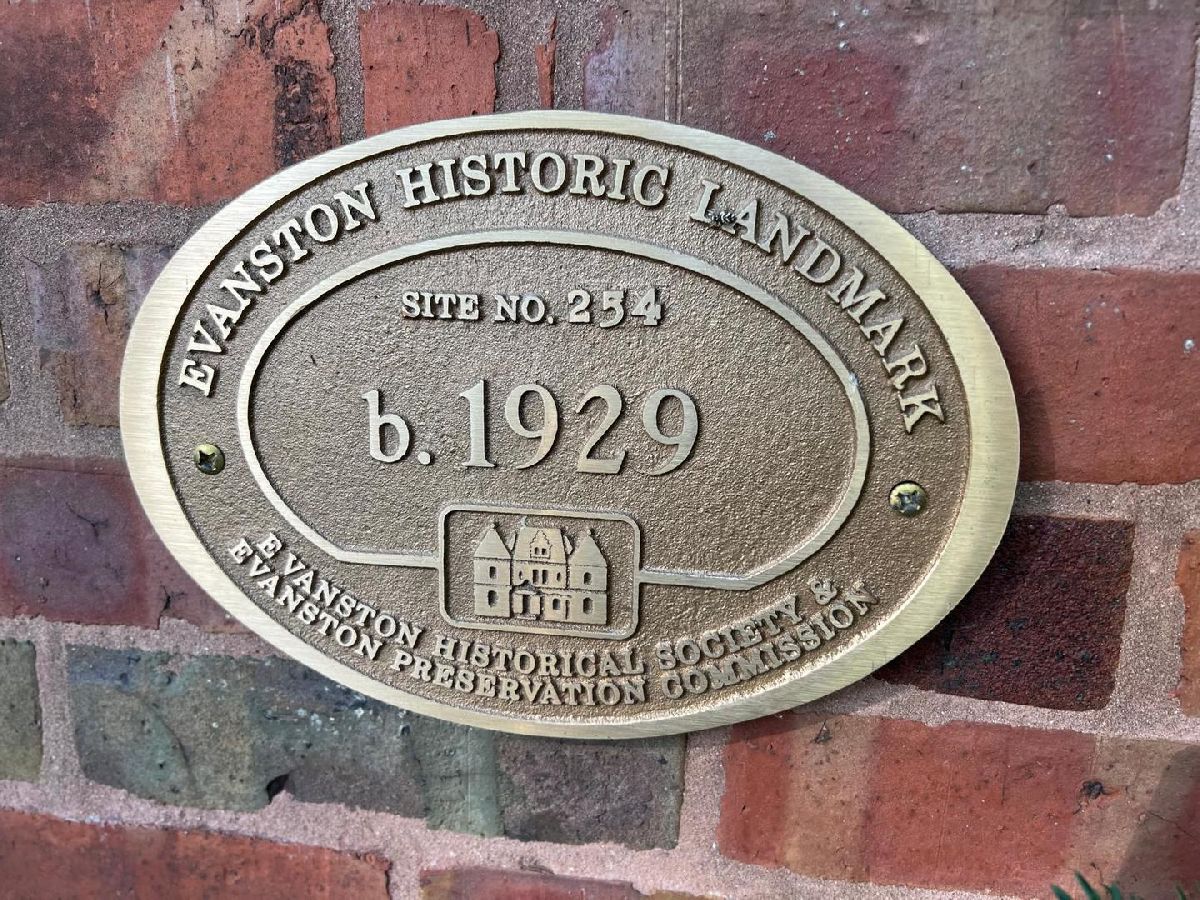 EVANSTON HISTORIC LANDMARK
SITE NO. 254
b. 1929
EVANSTON HISTORICAL SOCIETY &
EVANSTON PRESERVATION COMMISSION